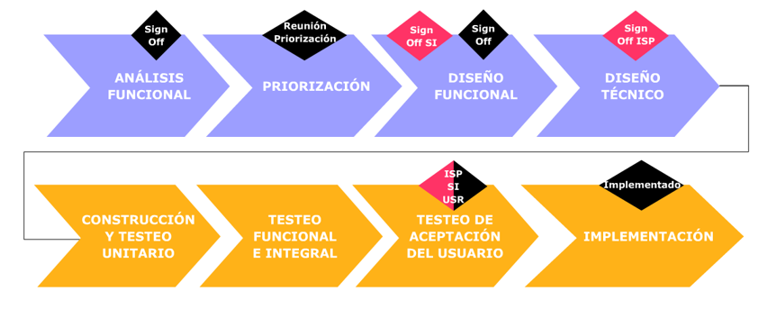 Sign
Off
ANÁLISIS
FUNCIONAL
Reunión
Priorización
PRIORIZACIÓN
Sign
Off SI
Sign
Off
DISEÑO
FUNCIONAL
Sign
Off ISP
DISEÑO
TÉCNICO
CONSTRUCCIÓN
Y TESTEO
UNITARIO
TESTEO
FUNCIONAL
E INTEGRAL
ISP
SI
USR
TESTEO DE
ACEPTACIÓN
DEL USUARIO
Implementado
IMPLEMENTACIÓN